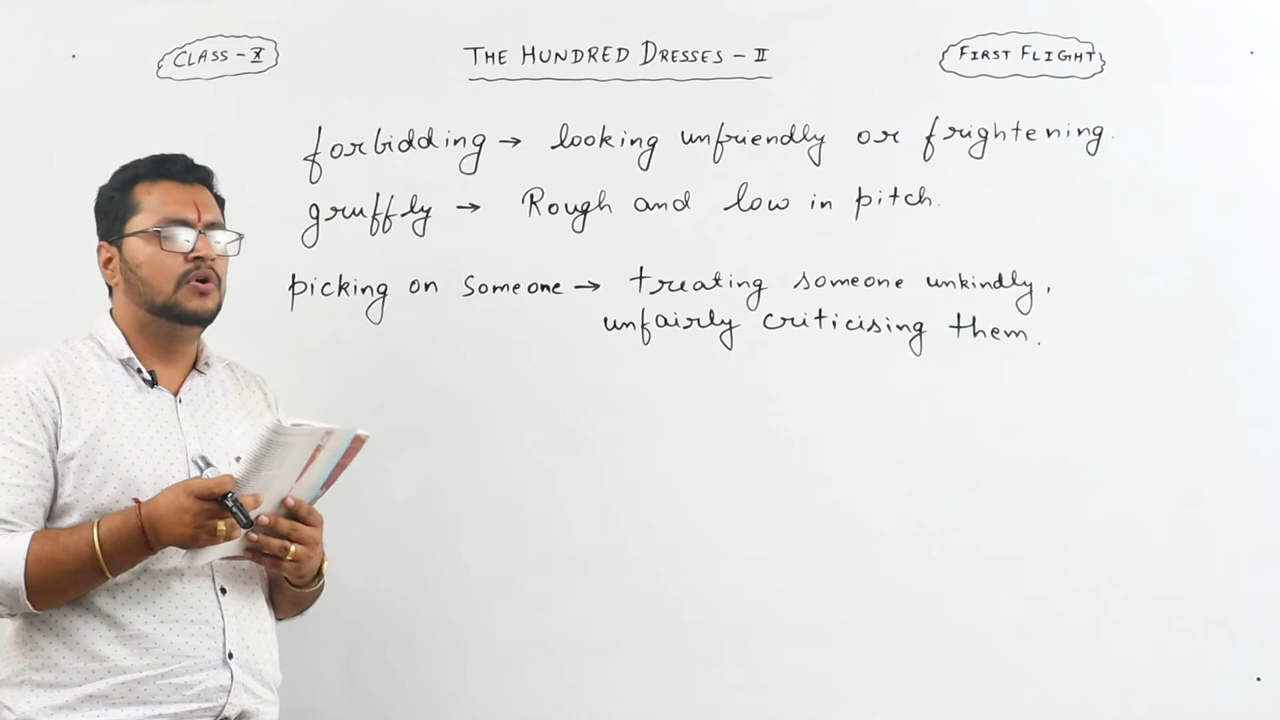 CLASS - X
THE HUNDRED DRESSES - II
FIRST FLIGHT
forbidding → looking unfriendly or frightening.
gruffly → Rough and low in pitch.
picking on someone → treating someone unkindly,
unfairly criticising them.